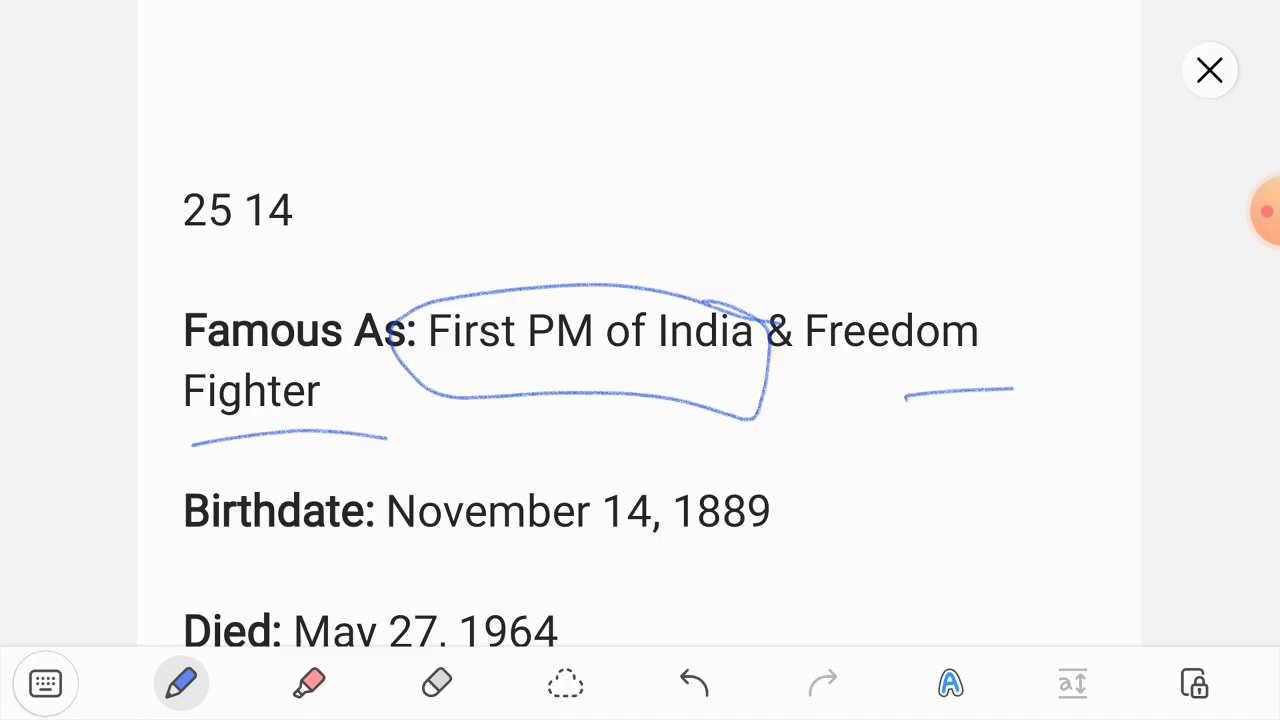 25 14
Famous As: First PM of India & Freedom
Fighter
Birthdate: November 14, 1889
Died: May 27, 1964